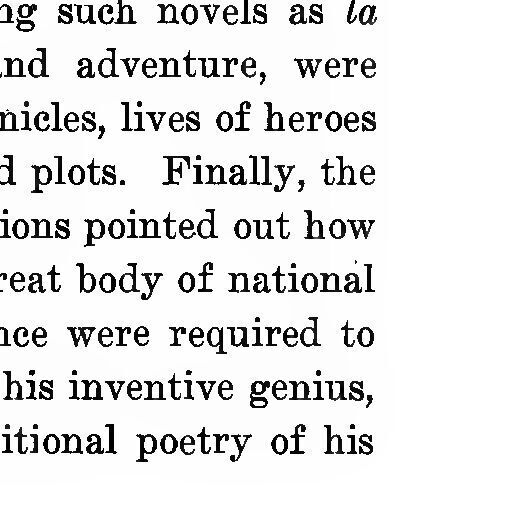 ng such novels as la
nd adventure, were
nicles, lives of heroes
d plots. Finally, the
ions pointed out how
reat body of national
nce were required to
his inventive genius,
itional poetry of his